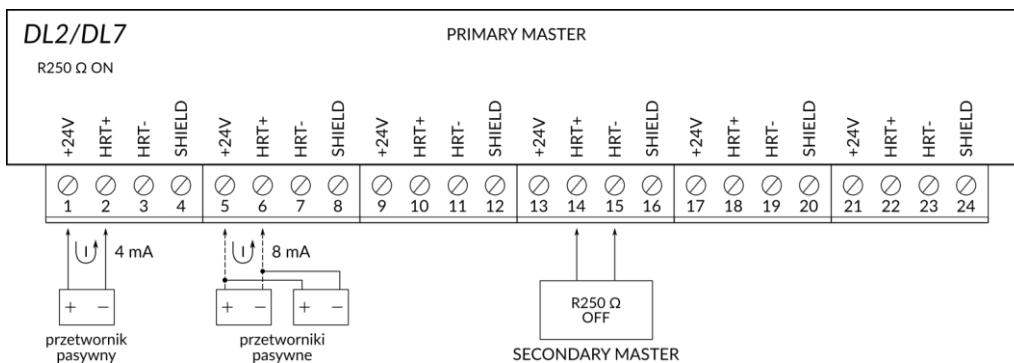 DL2/DL7
PRIMARY MASTER
R250 Ω ON
+24V HRT+ HRT- SHIELD +24V HRT+ HRT- SHIELD +24V HRT+ HRT- SHIELD +24V HRT+ HRT- SHIELD +24V HRT+ HRT- SHIELD +24V HRT+ HRT- SHIELD
1 2 3 4 5 6 7 8 9 10 11 12 13 14 15 16 17 18 19 20 21 22 23 24
I 4 mA I 8 mA
+ − + − + −
R250 Ω
OFF
przetwornik
pasywny
przetworniki
pasywne
SECONDARY MASTER